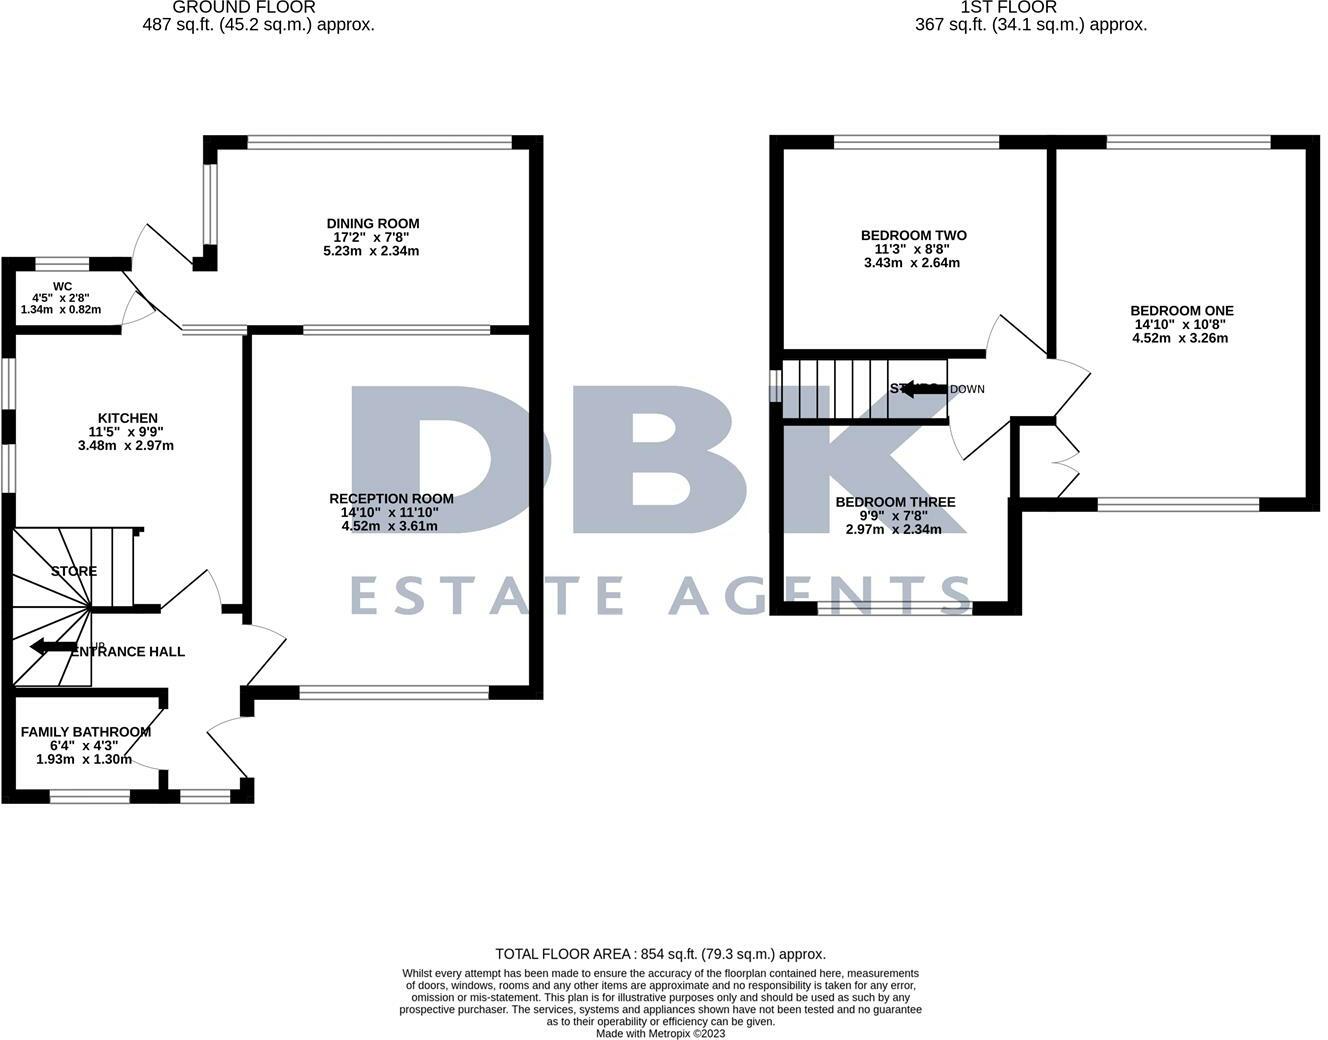 GROUND FLOOR
487 sq.ft. (45.2 sq.m.) approx.
1ST FLOOR
367 sq.ft. (34.1 sq.m.) approx.
DINING ROOM
17'2" x 7'8"
5.23m x 2.34m
WC
4'5" x 2'8"
1.34m x 0.82m
KITCHEN
11'5" x 9'9"
3.48m x 2.97m
RECEPTION ROOM
14'10" x 11'10"
4.52m x 3.61m
STORE
UP
ENTRANCE HALL
FAMILY BATHROOM
6'4" x 4'3"
1.93m x 1.30m
BEDROOM TWO
11'3" x 8'8"
3.43m x 2.64m
BEDROOM ONE
14'10" x 10'8"
4.52m x 3.26m
DOWN
BEDROOM THREE
9'9" x 7'8"
2.97m x 2.34m
DBK
ESTATE AGENTS
TOTAL FLOOR AREA : 854 sq.ft. (79.3 sq.m.) approx.
Whilst every attempt has been made to ensure the accuracy of the floorplan contained here, measurements
of doors, windows, rooms and any other items are approximate and no responsibility is taken for any error,
omission or mis-statement. This plan is for illustrative purposes only and should be used as such by any
prospective purchaser. The services, systems and appliances shown have not been tested and no guarantee
as to their operability or efficiency can be given.
Made with Metropix ©2023